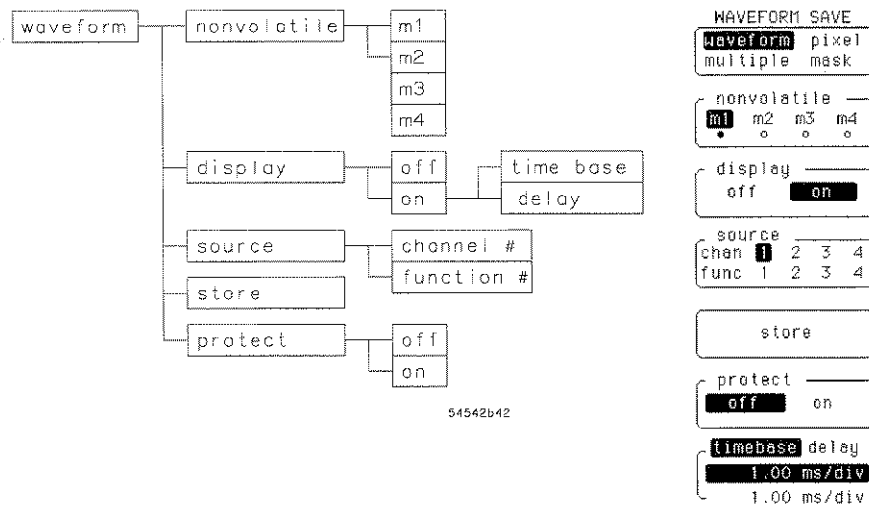 waveform
nonvolatile
m1
m2
m3
m4
display
off
on
time base
delay
source
channel #
function #
store
protect
off
on
54542b42
WAVEFORM SAVE
waveform pixel
multiple mask
nonvolatile
m1 m2 m3 m4
display
off on
source
chan 1 2 3 4
func 1 2 3 4
store
protect
off on
timebase delay
1.00 ms/div
1.00 ms/div